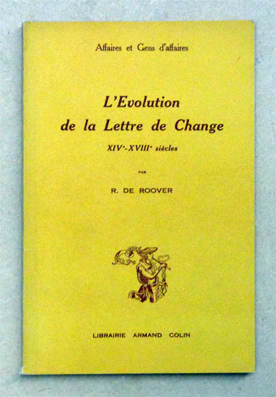 Affaires et Gens d'affaires
L'Evolution
de la Lettre de Change
XIVᵉ-XVIIIᵉ siècles
PAR
R. DE ROOVER
LIBRAIRIE ARMAND COLIN